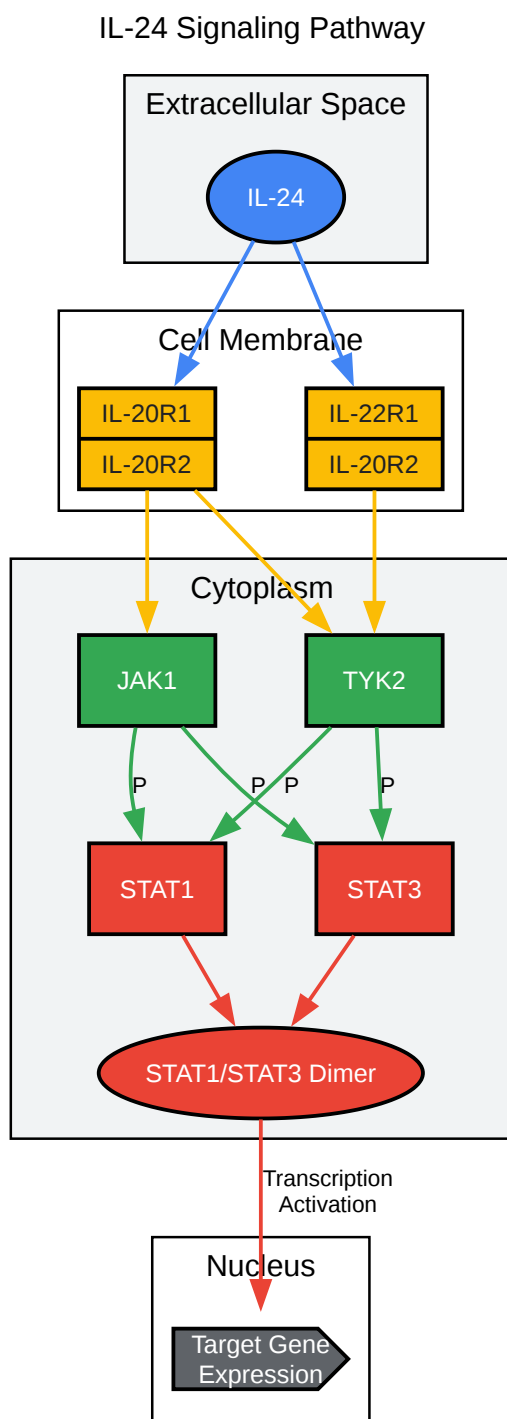 IL-24 Signaling Pathway
Extracellular Space
IL-24
Cell Membrane
IL-20R1
IL-22R1
IL-20R2
IL-20R2
Cytoplasm
JAK1
TYK2
P
P
P
P
STAT1
STAT3
STAT1/STAT3 Dimer
Transcription
Activation
Nucleus
Target Gene
Expression